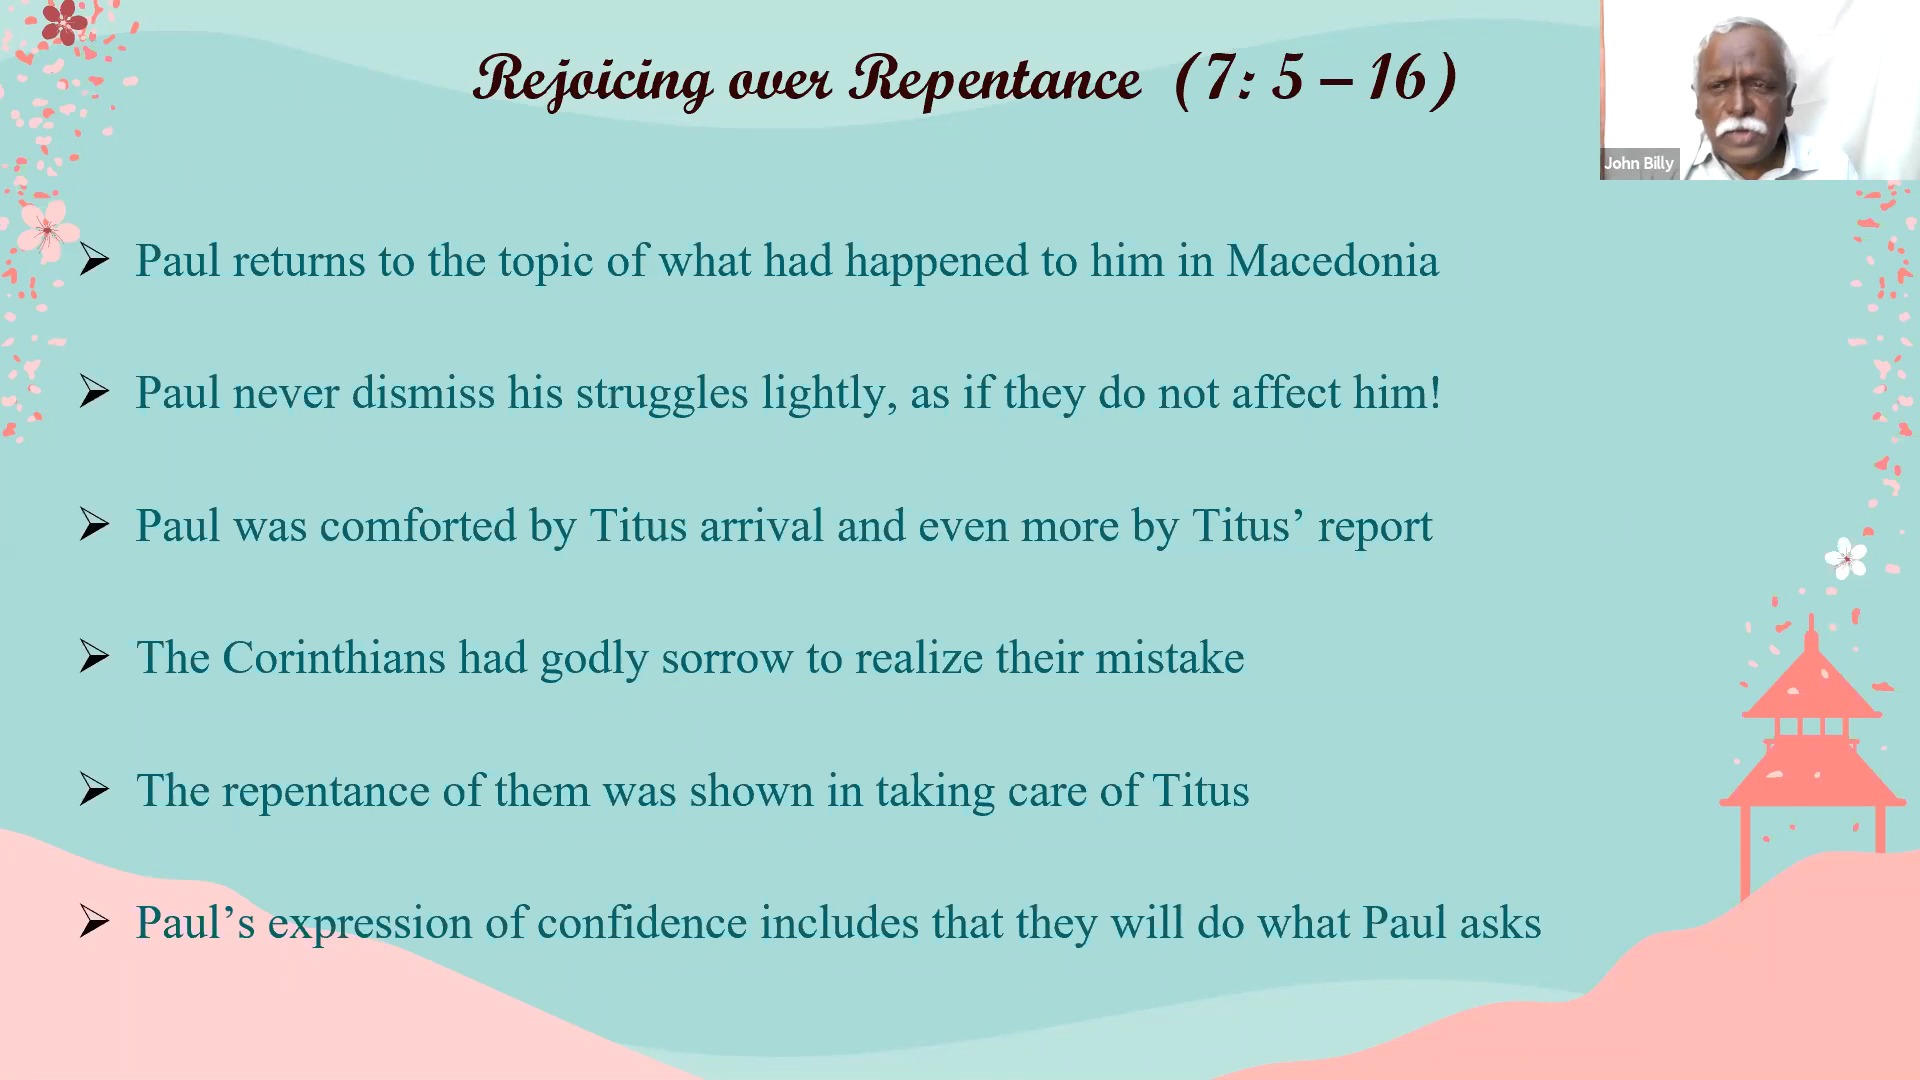 Rejoicing over Repentance (7: 5 – 16)
John Billy
Paul returns to the topic of what had happened to him in Macedonia
Paul never dismiss his struggles lightly, as if they do not affect him!
Paul was comforted by Titus arrival and even more by Titus’ report
The Corinthians had godly sorrow to realize their mistake
The repentance of them was shown in taking care of Titus
Paul’s expression of confidence includes that they will do what Paul asks